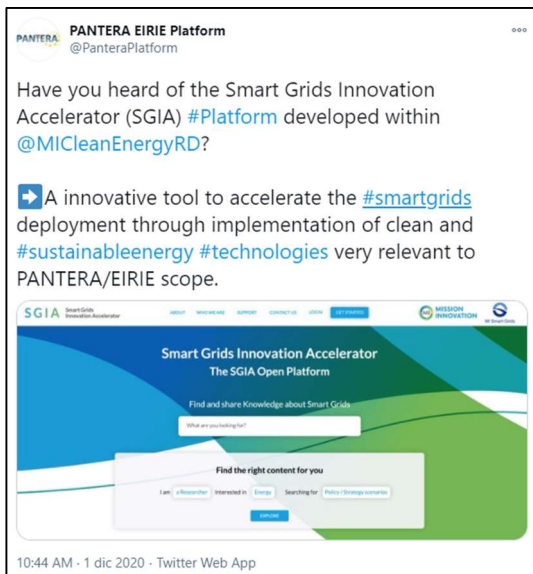 PANTERA
PANTERA EIRIE Platform
@PanteraPlatform
Have you heard of the Smart Grids Innovation
Accelerator (SGIA) #Platform developed within
@MICleanEnergyRD?
➡A innovative tool to accelerate the #smartgrids
deployment through implementation of clean and
#sustainableenergy #technologies very relevant to
PANTERA/EIRIE scope.
SGIA Smart Grids
Innovation Accelerator
ABOUT WHO WE ARE SUPPORT CONTACT US LOGIN GET STARTED
MISSION
INNOVATION
MI Smart Grids
Smart Grids Innovation Accelerator
The SGIA Open Platform
Find and share Knowledge about Smart Grids
What are you looking for?
Find the right content for you
I am a Researcher Interested in Energy Searching for Policy / Strategy scenarios
EXPLORE
10:44 AM · 1 dic 2020 · Twitter Web App